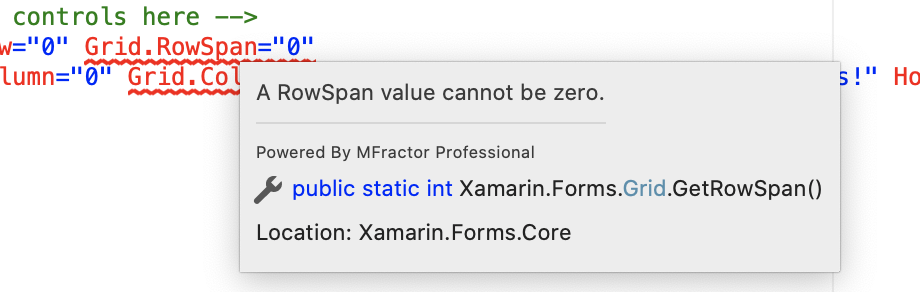 controls here -->
w="0" Grid.RowSpan="0"
lumn="0" Grid.Col s!" Ho
A RowSpan value cannot be zero.
Powered By MFractor Professional
public static int Xamarin.Forms.Grid.GetRowSpan()
Location: Xamarin.Forms.Core